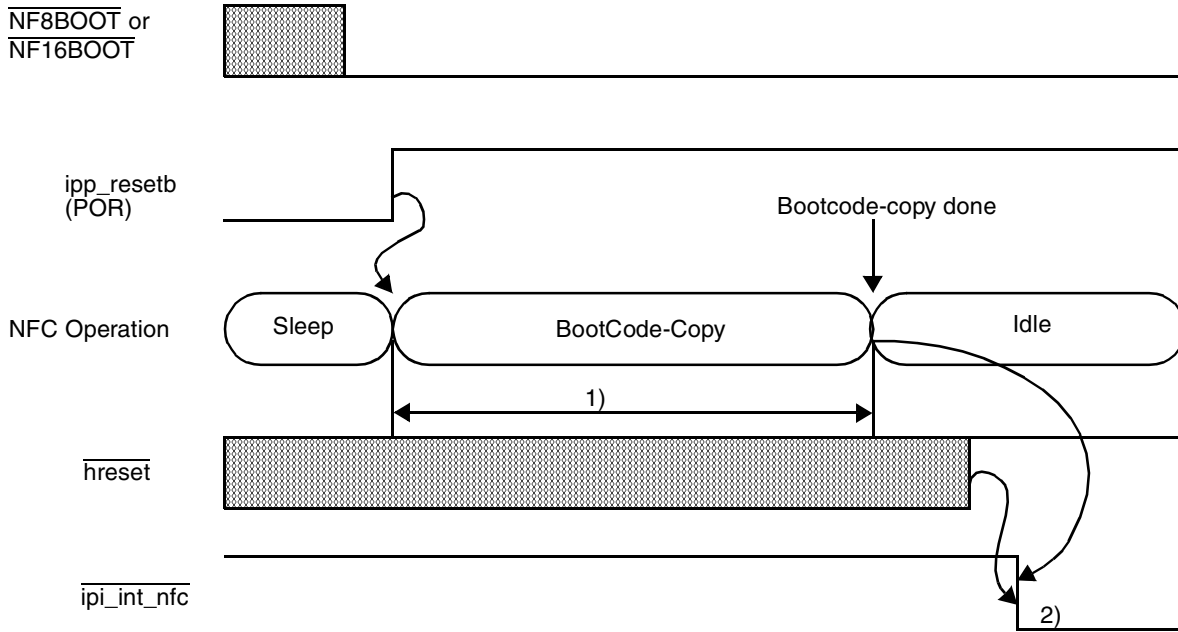 NF8BOOT or
NF16BOOT
ipp_resetb
(POR)
Bootcode-copy done
NFC Operation
Sleep
BootCode-Copy
Idle
1)
hreset
ipi_int_nfc
2)